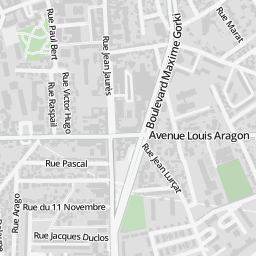 Rue Paul Bert
Rue Jean Jaurès
Boulevard Maxime Gorki
Rue Marat
Rue Raspail
Rue Victor Hugo
Avenue Louis Aragon
Rue Pascal
Rue Jean Lurçat
Rue Arago
Rue du 11 Novembre
Rue Jacques Duclos